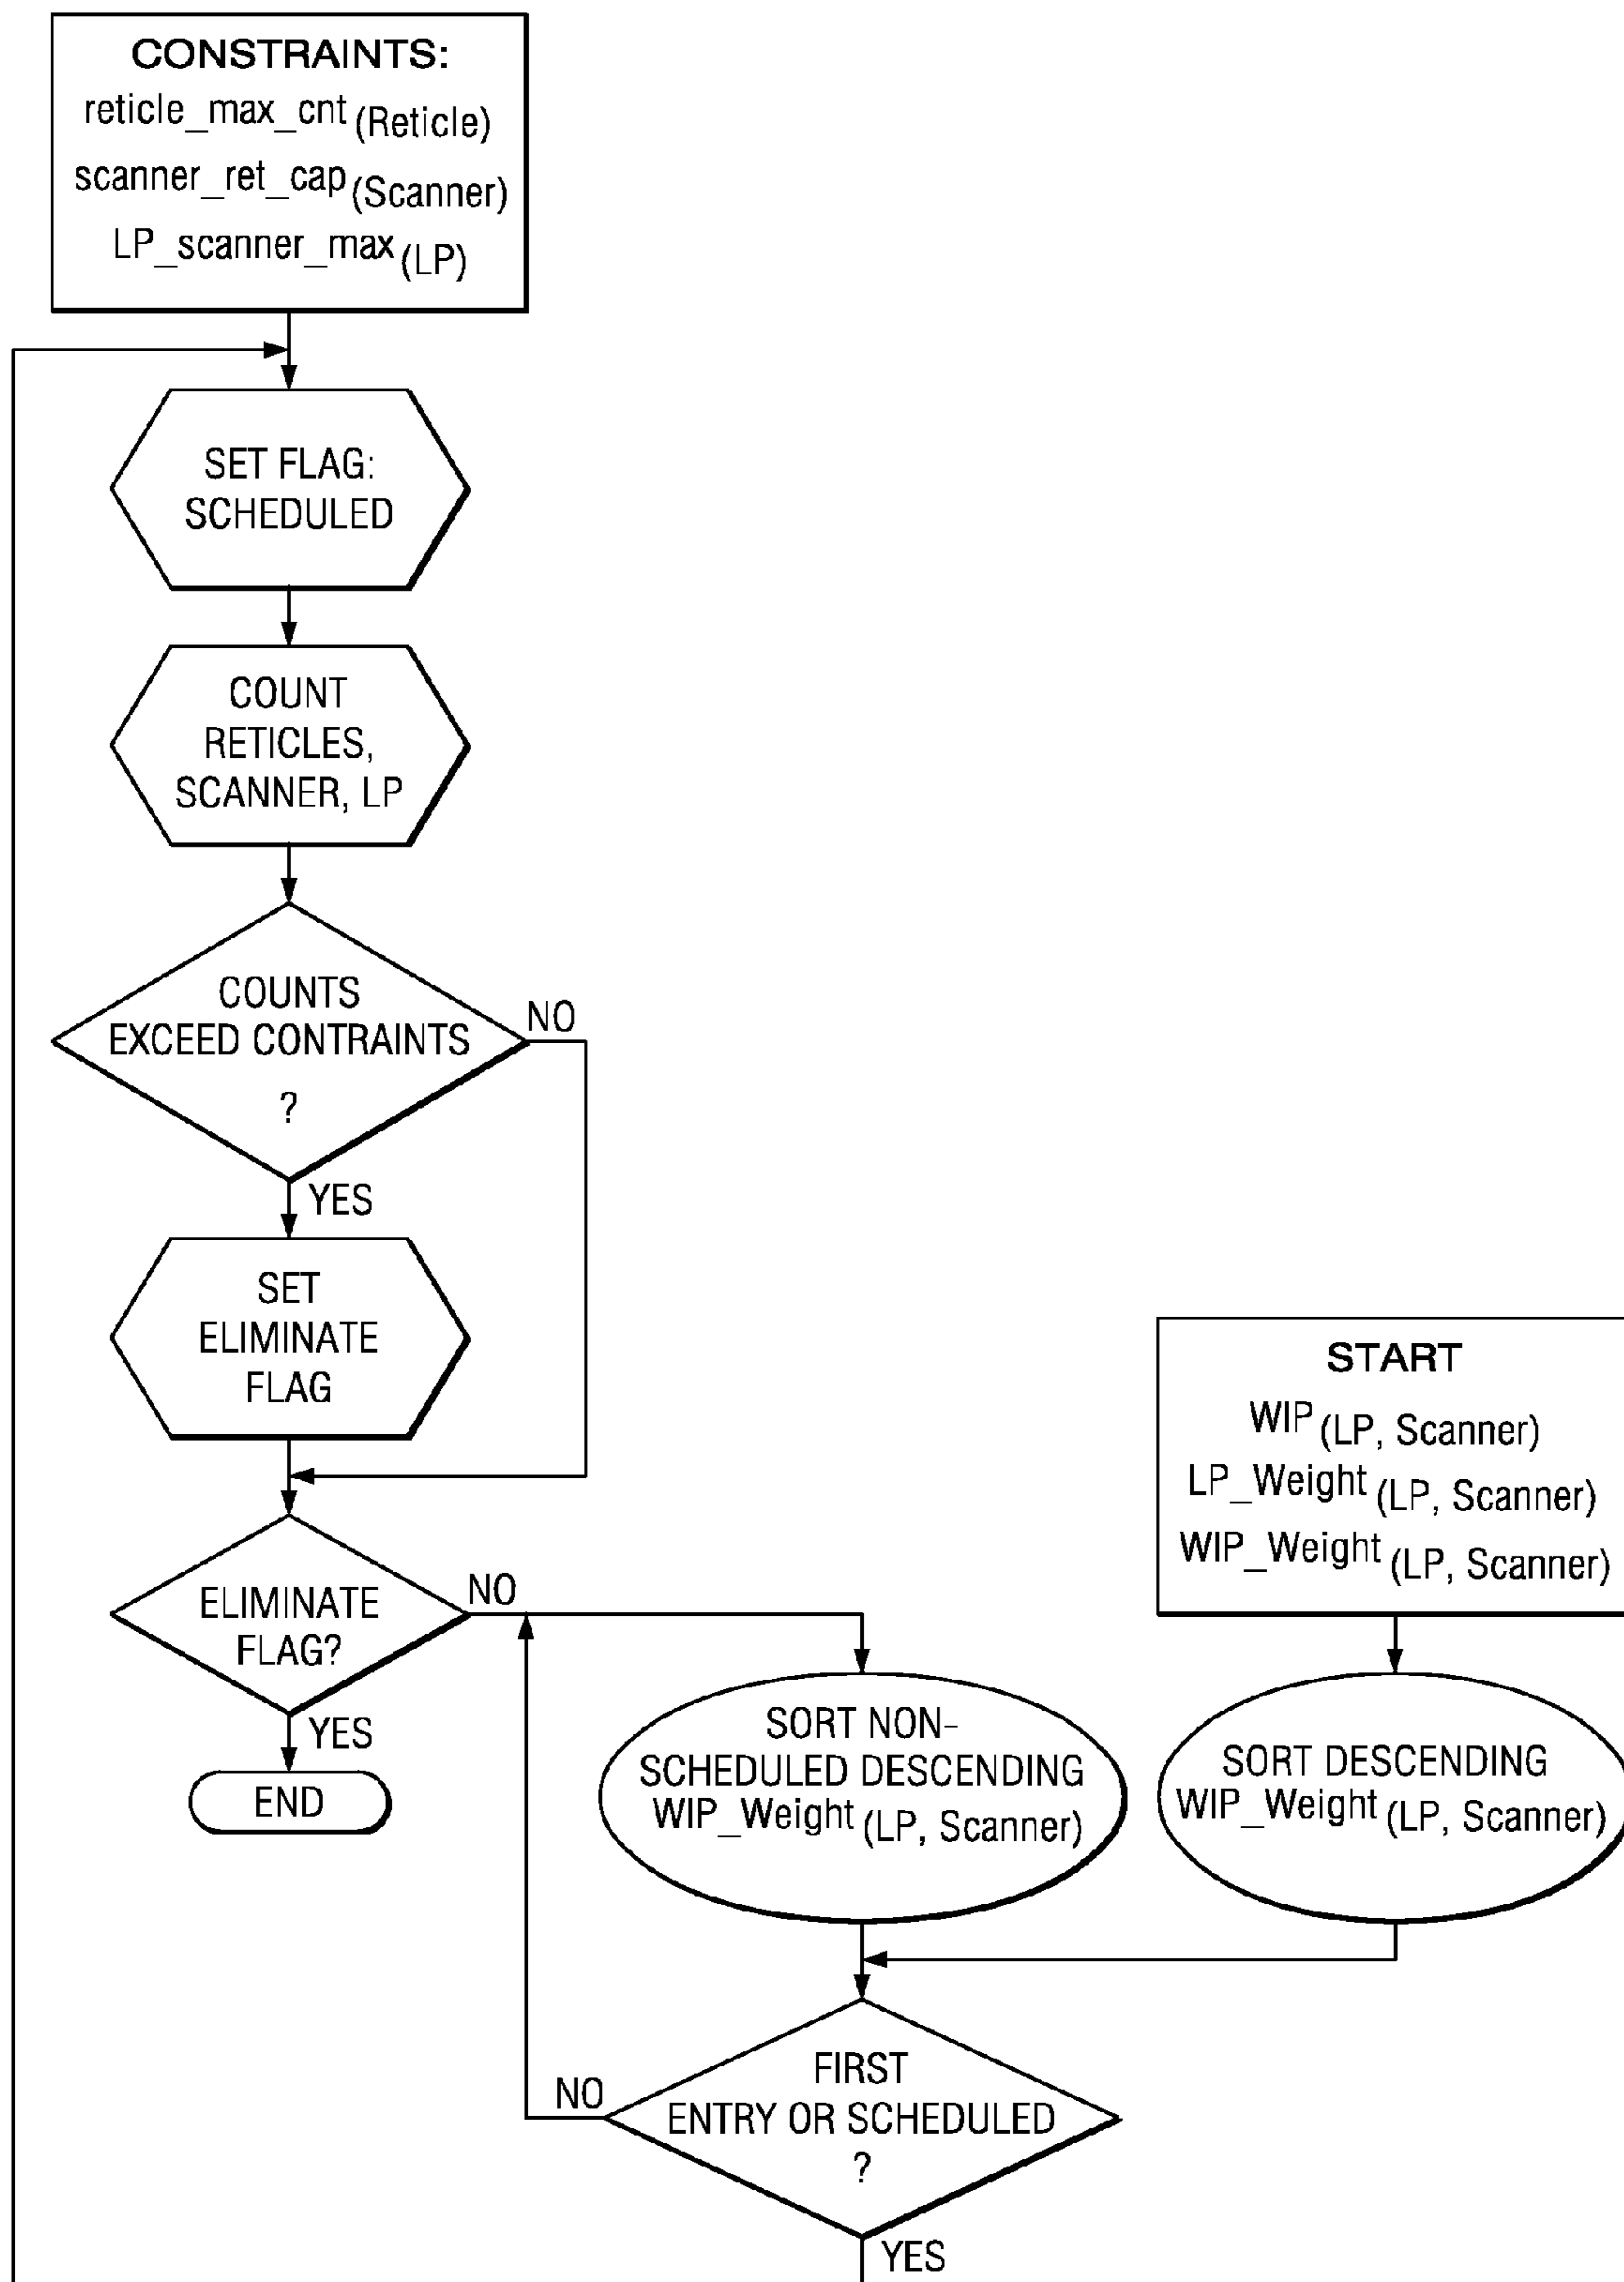 CONSTRAINTS:
reticle_max_cnt (Reticle)
scanner_ret_cap (Scanner)
LP_scanner_max (LP)
SET FLAG:
SCHEDULED
COUNT
RETICLES,
SCANNER, LP
COUNTS
EXCEED CONTRAINTS
?
NO
YES
SET
ELIMINATE
FLAG
ELIMINATE
FLAG?
NO
YES
END
START
WIP (LP, Scanner)
LP_Weight (LP, Scanner)
WIP_Weight (LP, Scanner)
SORT NON-
SCHEDULED DESCENDING
WIP_Weight (LP, Scanner)
SORT DESCENDING
WIP_Weight (LP, Scanner)
FIRST
ENTRY OR SCHEDULED
?
NO
YES